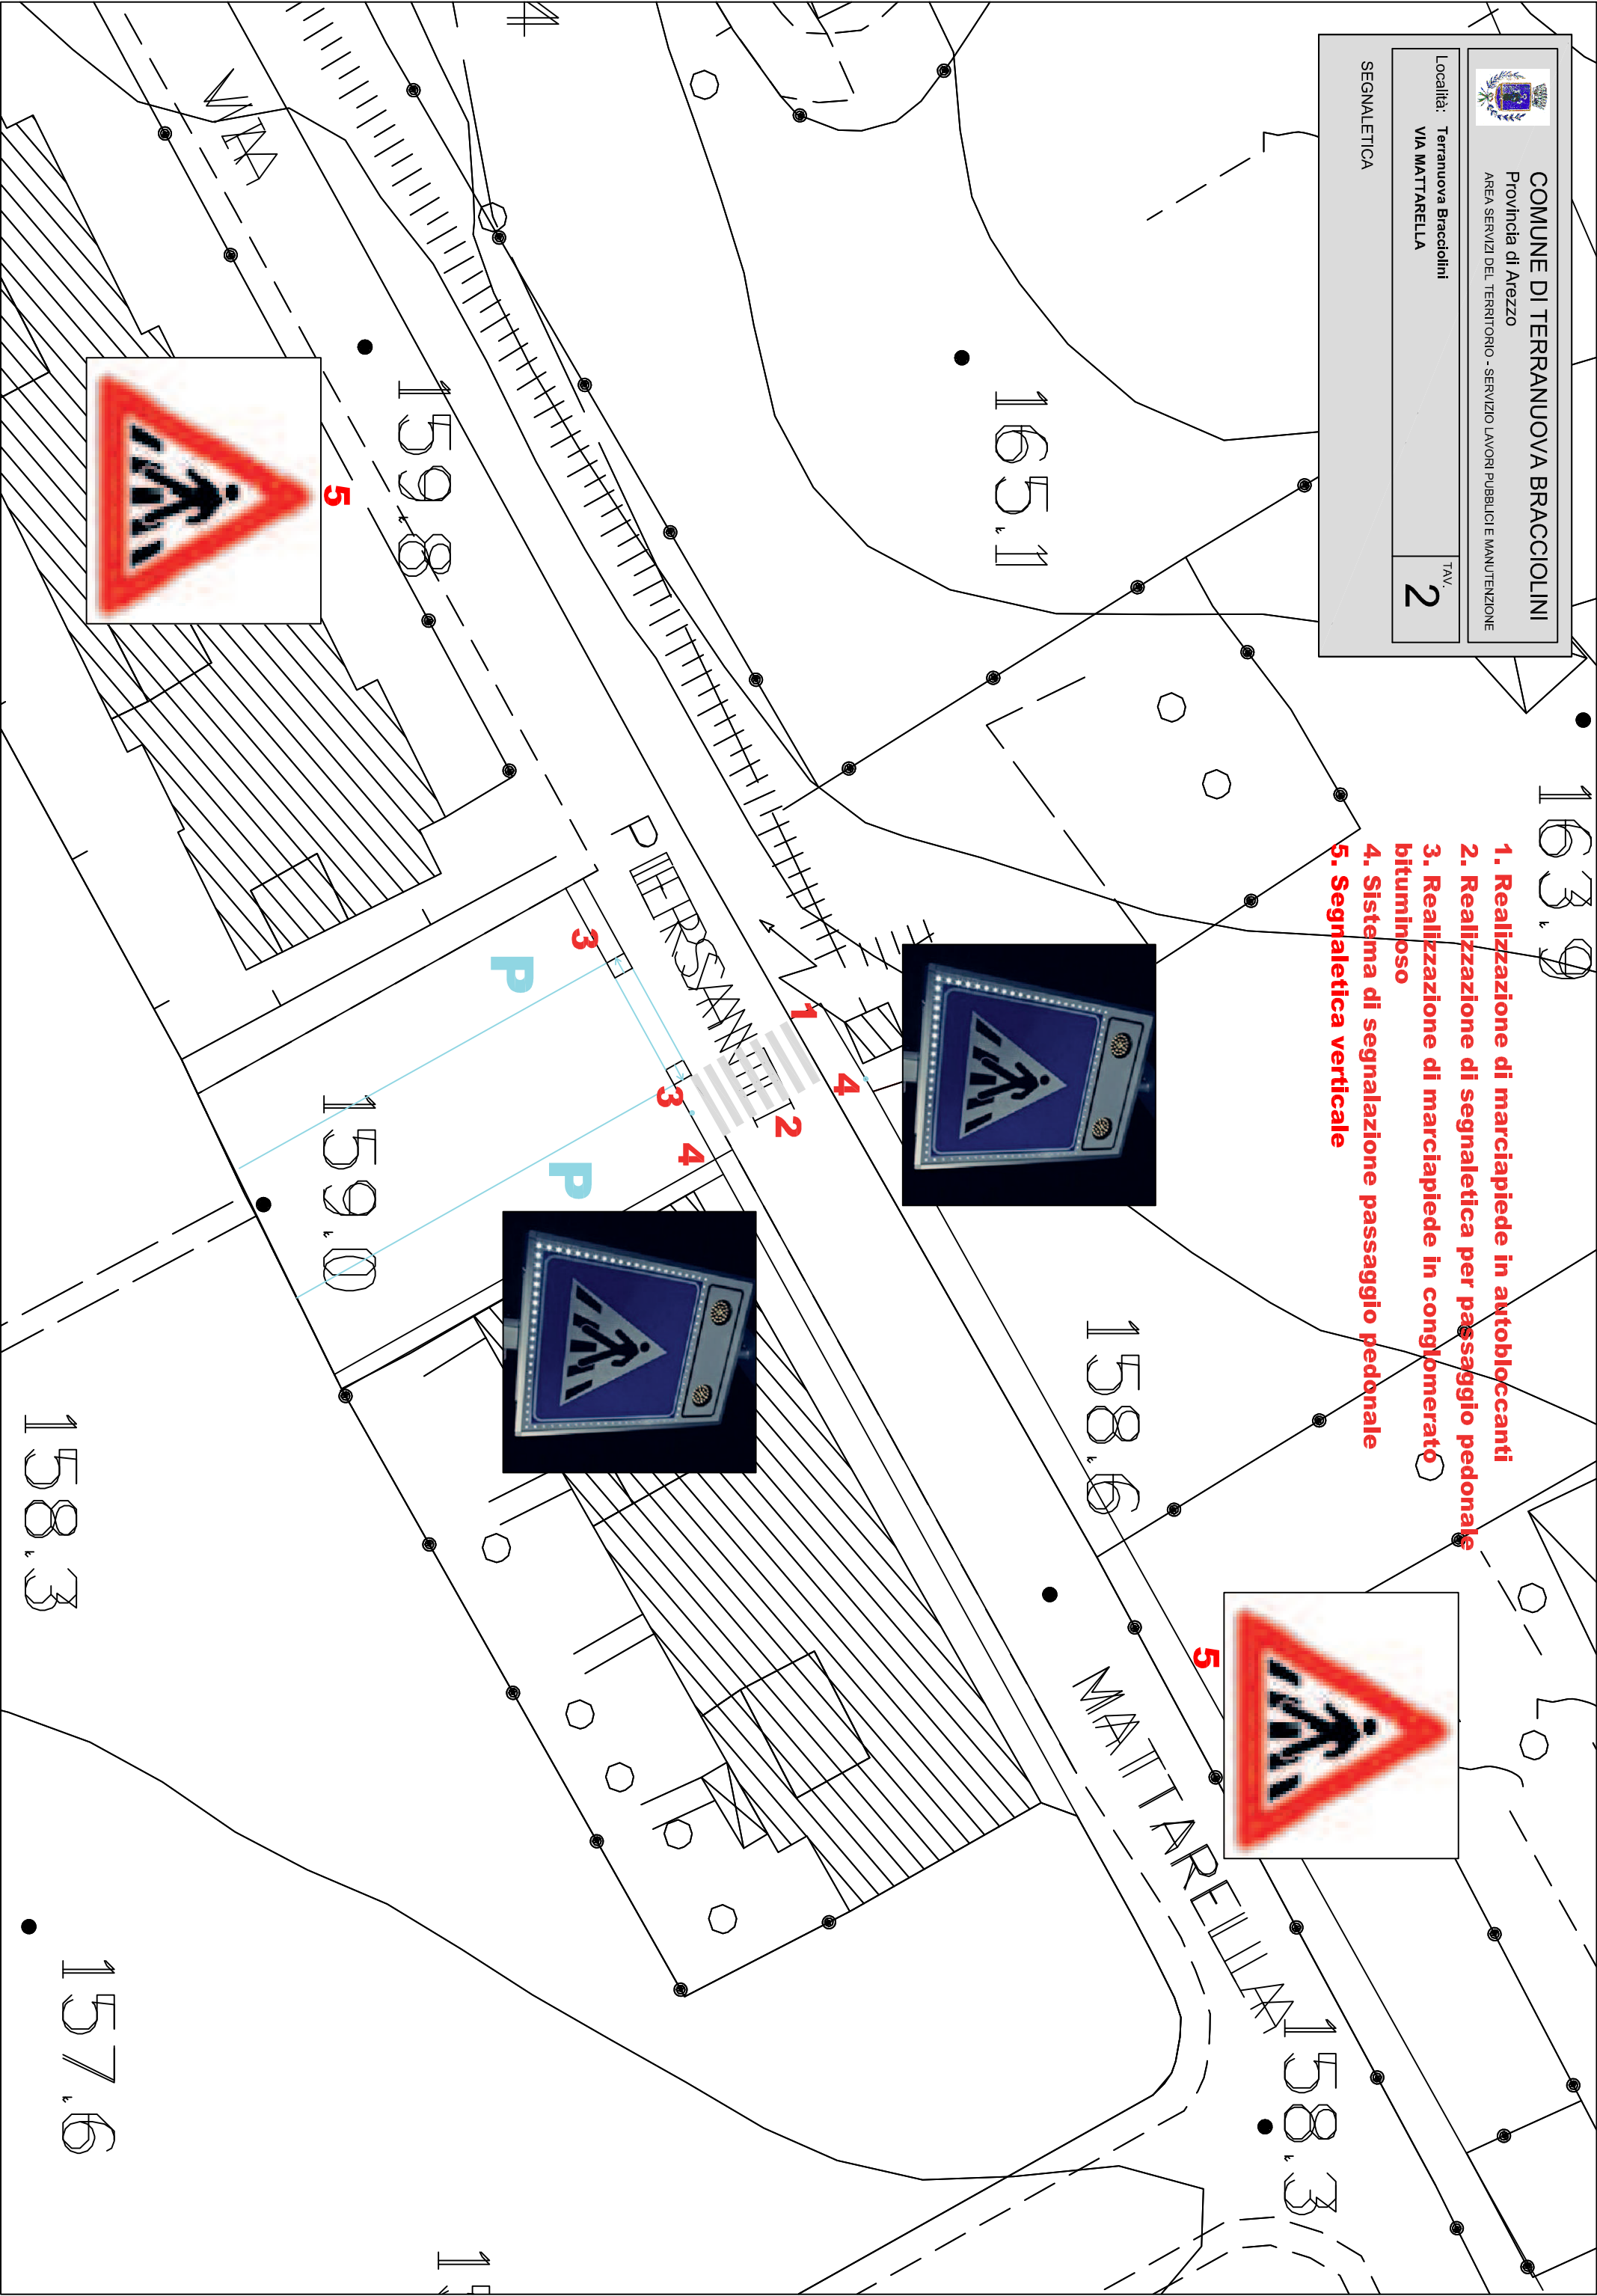 COMUNE DI TERRANUOVA BRACCIOLINI
Provincia di Arezzo
AREA SERVIZI DEL TERRITORIO - SERVIZIO LAVORI PUBBLICI E MANUTENZIONE
Località: Terranuova Bracciolini
VIA MATTARELLA
TAV.
2
SEGNALETICA
1. Realizzazione di marciapiede in autobloccanti
2. Realizzazione di segnaletica per passaggio pedonale
3. Realizzazione di marciapiede in conglomerato
bituminoso
4. Sistema di segnalazione passaggio pedonale
5. Segnaletica verticale
163,9
165,1
4
VIA
159,8
5
PIERSANTI
1
4
2
3
3
4
P
P
159,0
158,6
5
MATTARELLA
158,3
158,3
157,6